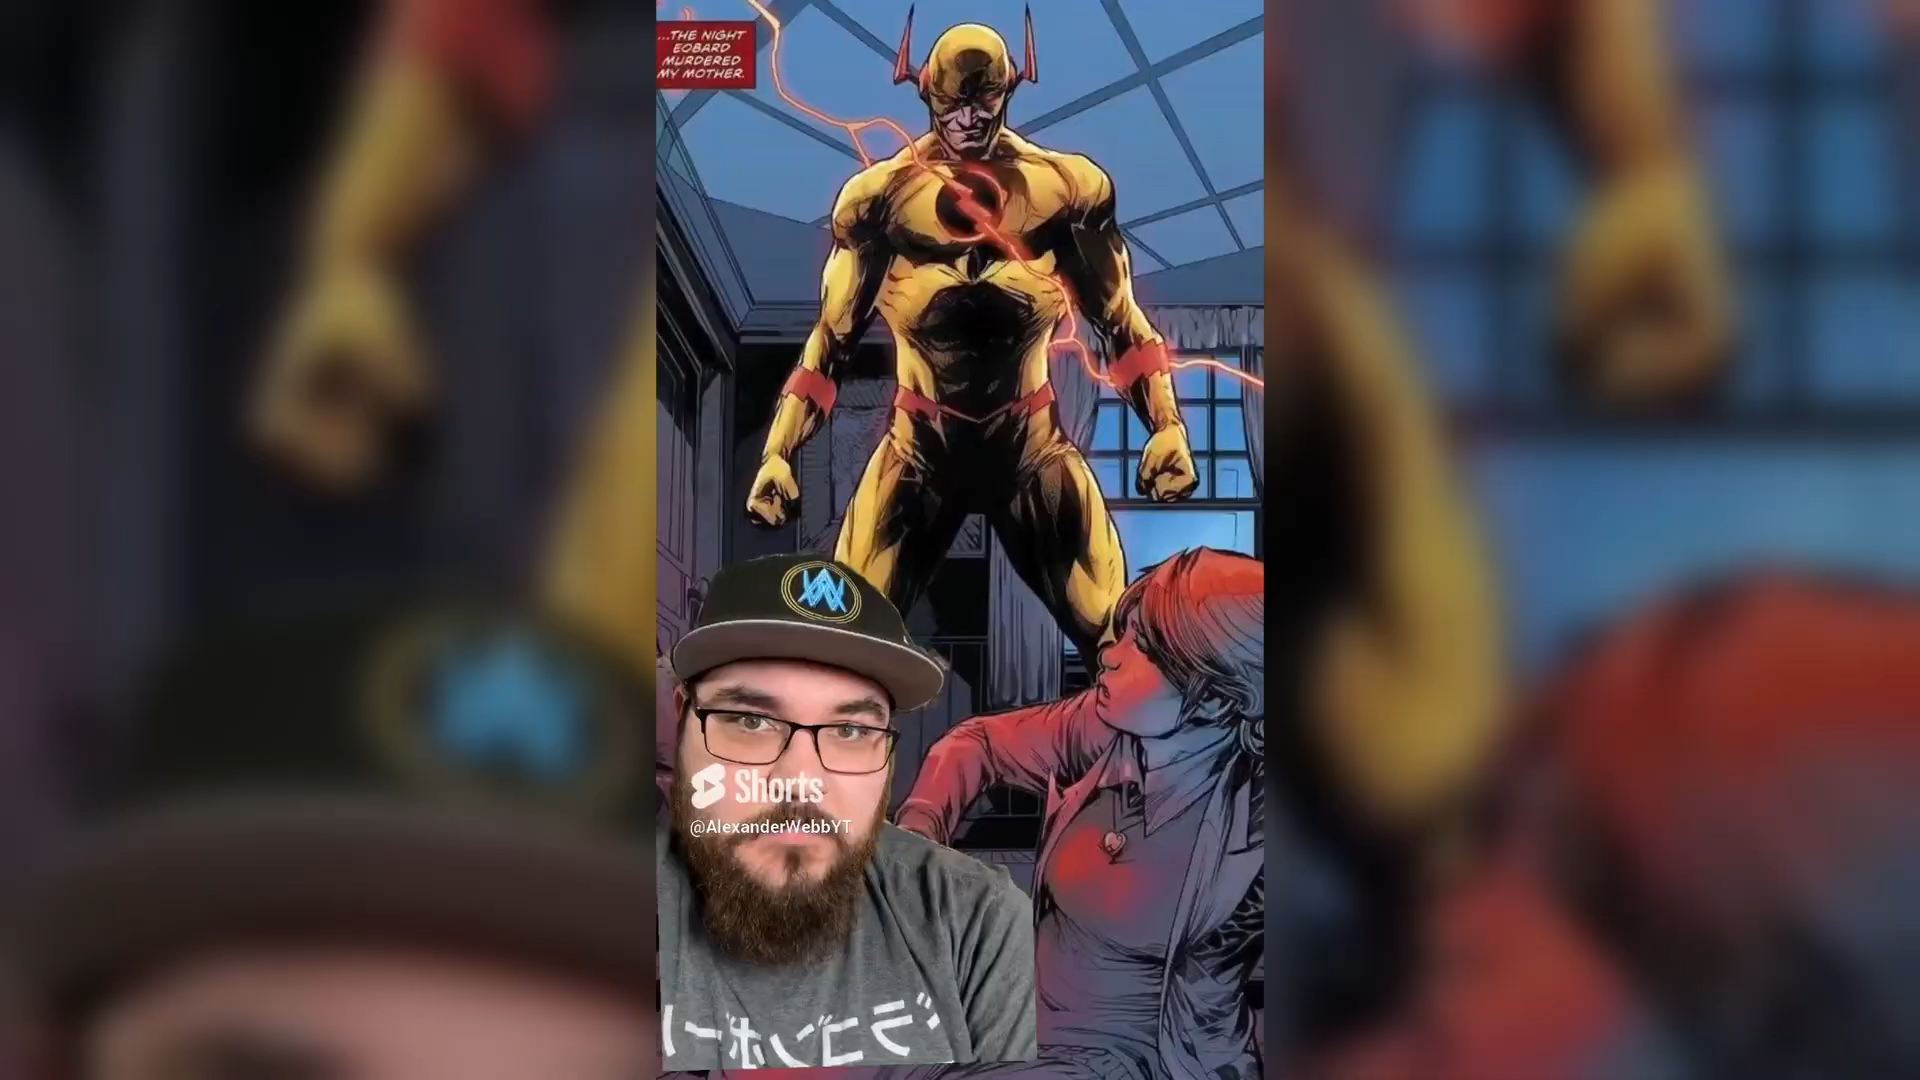 ...THE NIGHT
EOBARD
MURDERED
MY MOTHER.
Shorts
@AlexanderWebbYT